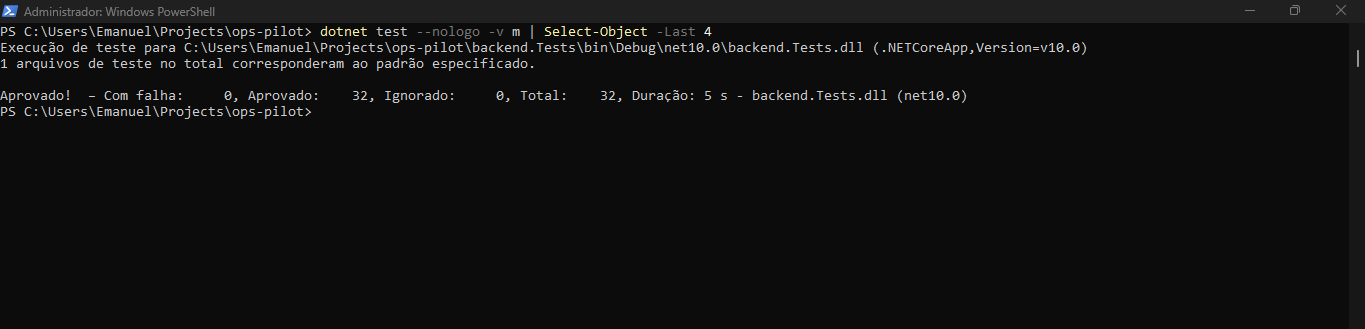 Administrador: Windows PowerShell
PS C:\Users\Emanuel\Projects\ops-pilot> dotnet test --nologo -v m | Select-Object -Last 4
Execução de teste para C:\Users\Emanuel\Projects\ops-pilot\backend.Tests\bin\Debug\net10.0\backend.Tests.dll (.NETCoreApp,Version=v10.0)
1 arquivos de teste no total corresponderam ao padrão especificado.
Aprovado!  – Com falha:     0, Aprovado:    32, Ignorado:     0, Total:    32, Duração: 5 s - backend.Tests.dll (net10.0)
PS C:\Users\Emanuel\Projects\ops-pilot>